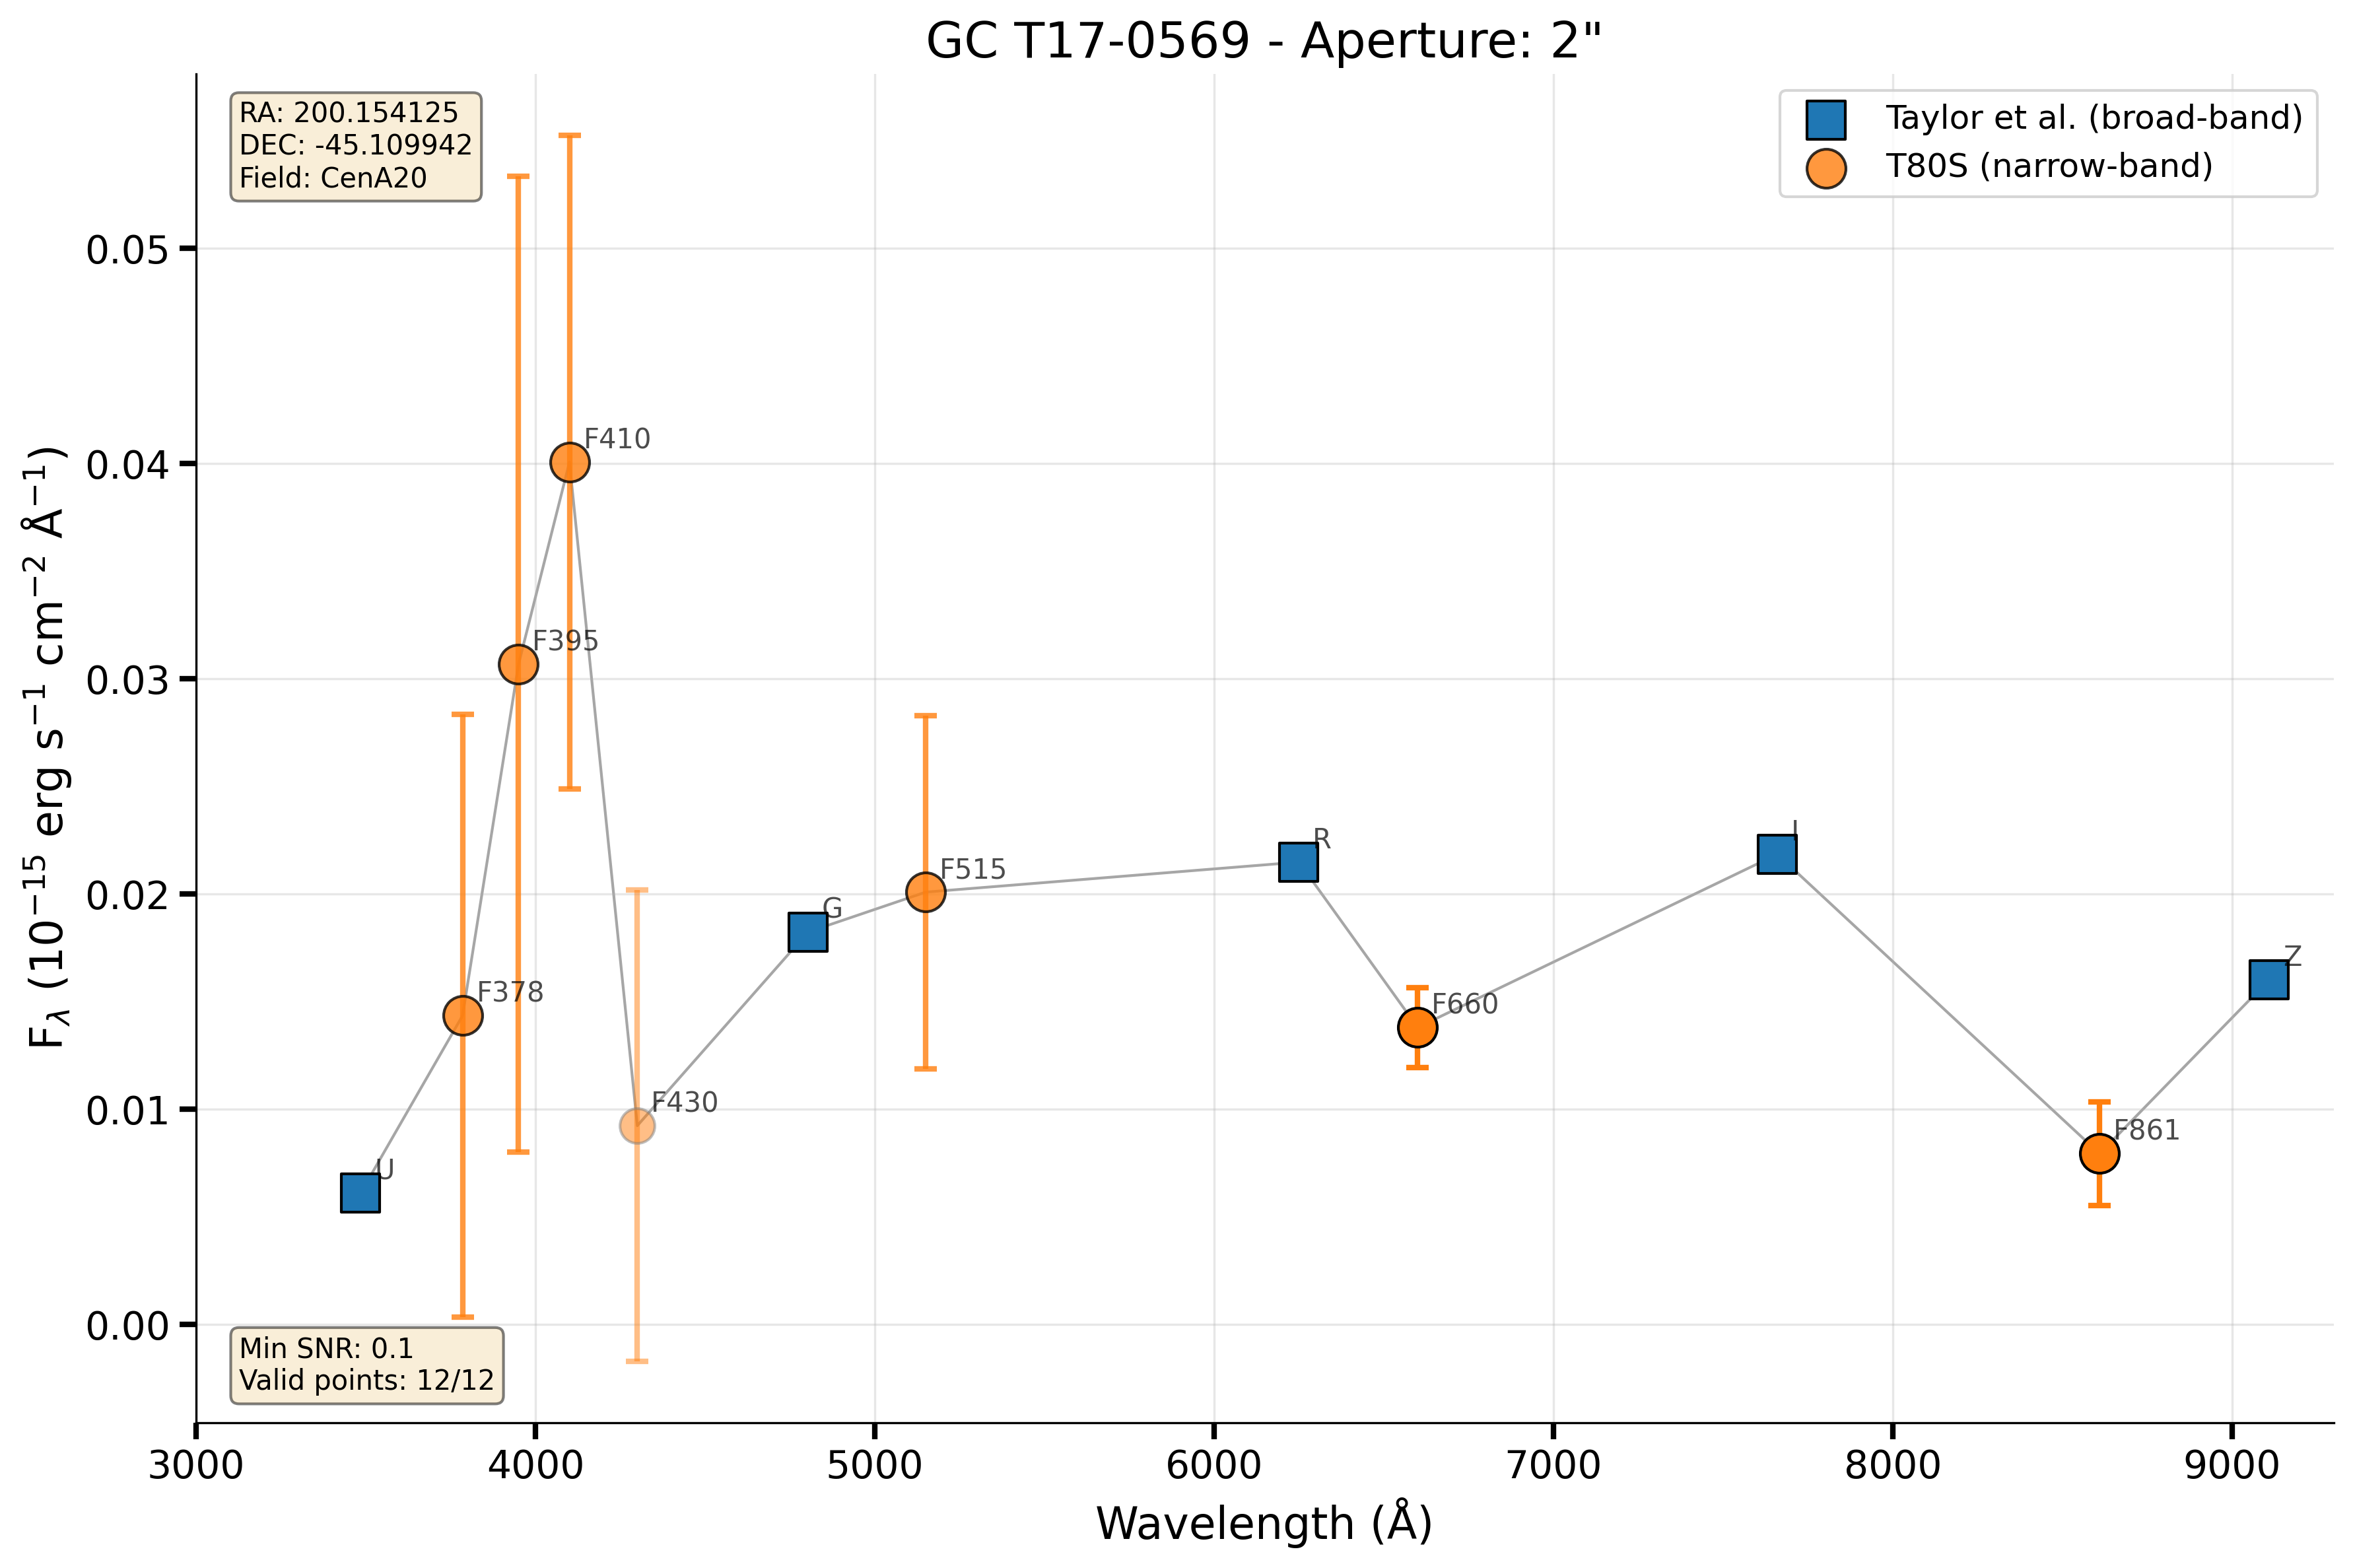 GC T17-0569 - Aperture: 2"
RA: 200.154125
DEC: -45.109942
Field: CenA20
Taylor et al. (broad-band)
T80S (narrow-band)
F410
F395
F378
F430
F515
G
U
R
F660
I
F861
Z
0.05
0.04
0.03
0.02
0.01
0.00
Fλ (10⁻¹⁵ erg s⁻¹ cm⁻² Å⁻¹)
Min SNR: 0.1
Valid points: 12/12
3000 4000 5000 6000 7000 8000 9000
Wavelength (Å)